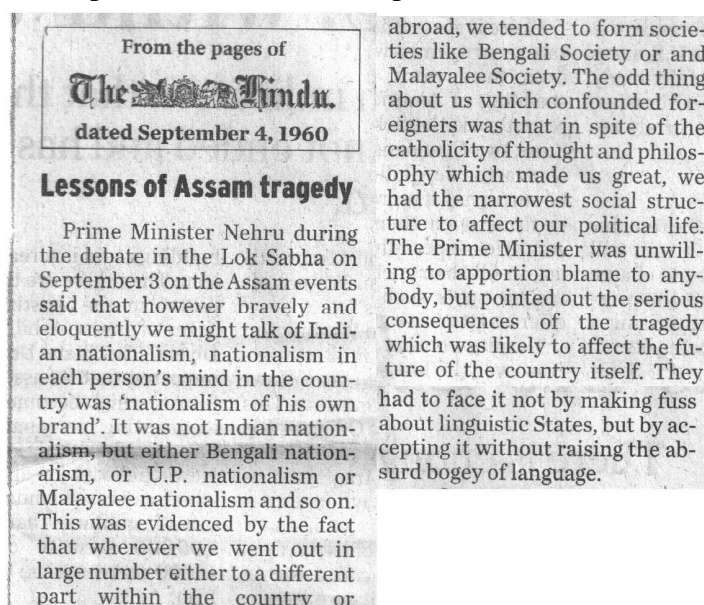 From the pages of
The Hindu.
dated September 4, 1960
Lessons of Assam tragedy
Prime Minister Nehru during
the debate in the Lok Sabha on
September 3 on the Assam events
said that however bravely and
eloquently we might talk of Indi-
an nationalism, nationalism in
each person's mind in the coun-
try was 'nationalism of his own
brand'. It was not Indian nation-
alism, but either Bengali nation-
alism, or U.P. nationalism or
Malayalee nationalism and so on.
This was evidenced by the fact
that wherever we went out in
large number either to a different
part within the country or
abroad, we tended to form socie-
ties like Bengali Society or and
Malayalee Society. The odd thing
about us which confounded for-
eigners was that in spite of the
catholicity of thought and philos-
ophy which made us great, we
had the narrowest social struc-
ture to affect our political life.
The Prime Minister was unwill-
ing to apportion blame to any-
body, but pointed out the serious
consequences of the tragedy
which was likely to affect the fu-
ture of the country itself. They
had to face it not by making fuss
about linguistic States, but by ac-
cepting it without raising the ab-
surd bogey of language.